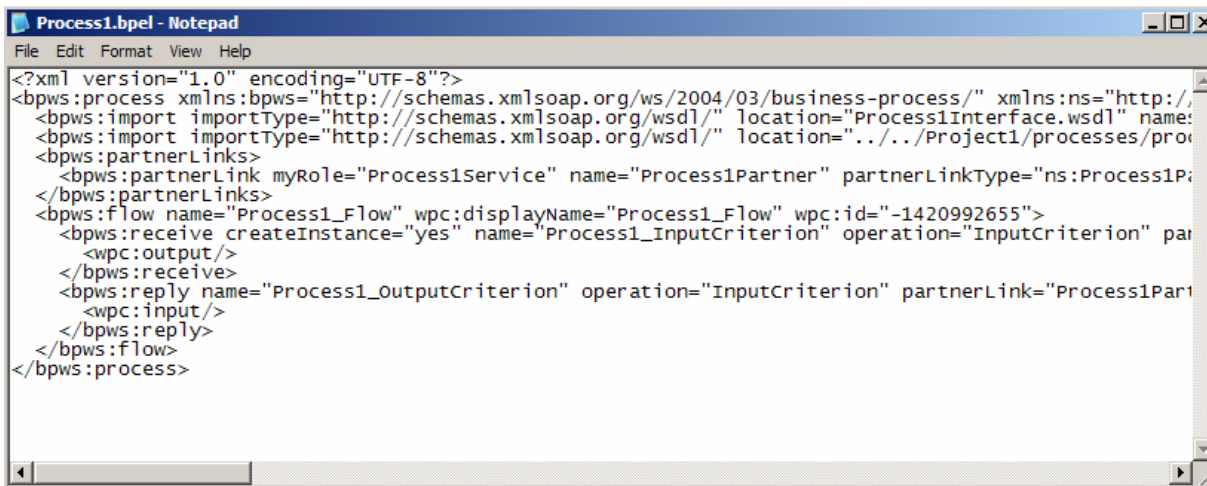 Process1.bpel - Notepad
File Edit Format View Help
<?xml version="1.0" encoding="UTF-8"?>
<bpws:process xmlns:bpws="http://schemas.xmlsoap.org/ws/2004/03/business-process/" xmlns:ns="http:/
<bpws:import importType="http://schemas.xmlsoap.org/wsdl/" location="Process1Interface.wsdl" names
<bpws:import importType="http://schemas.xmlsoap.org/wsdl/" location="../../Project1/processes/pro
<bpws:partnerLinks>
<bpws:partnerLink myRole="Process1Service" name="Process1Partner" partnerLinkType="ns:Process1P
</bpws:partnerLinks>
<bpws:flow name="Process1_Flow" wpc:displayName="Process1_Flow" wpc:id="-1420992655">
<bpws:receive createInstance="yes" name="Process1_InputCriterion" operation="InputCriterion" par
<wpc:output/>
</bpws:receive>
<bpws:reply name="Process1_OutputCriterion" operation="InputCriterion" partnerLink="Process1Part
<wpc:input/>
</bpws:reply>
</bpws:flow>
</bpws:process>